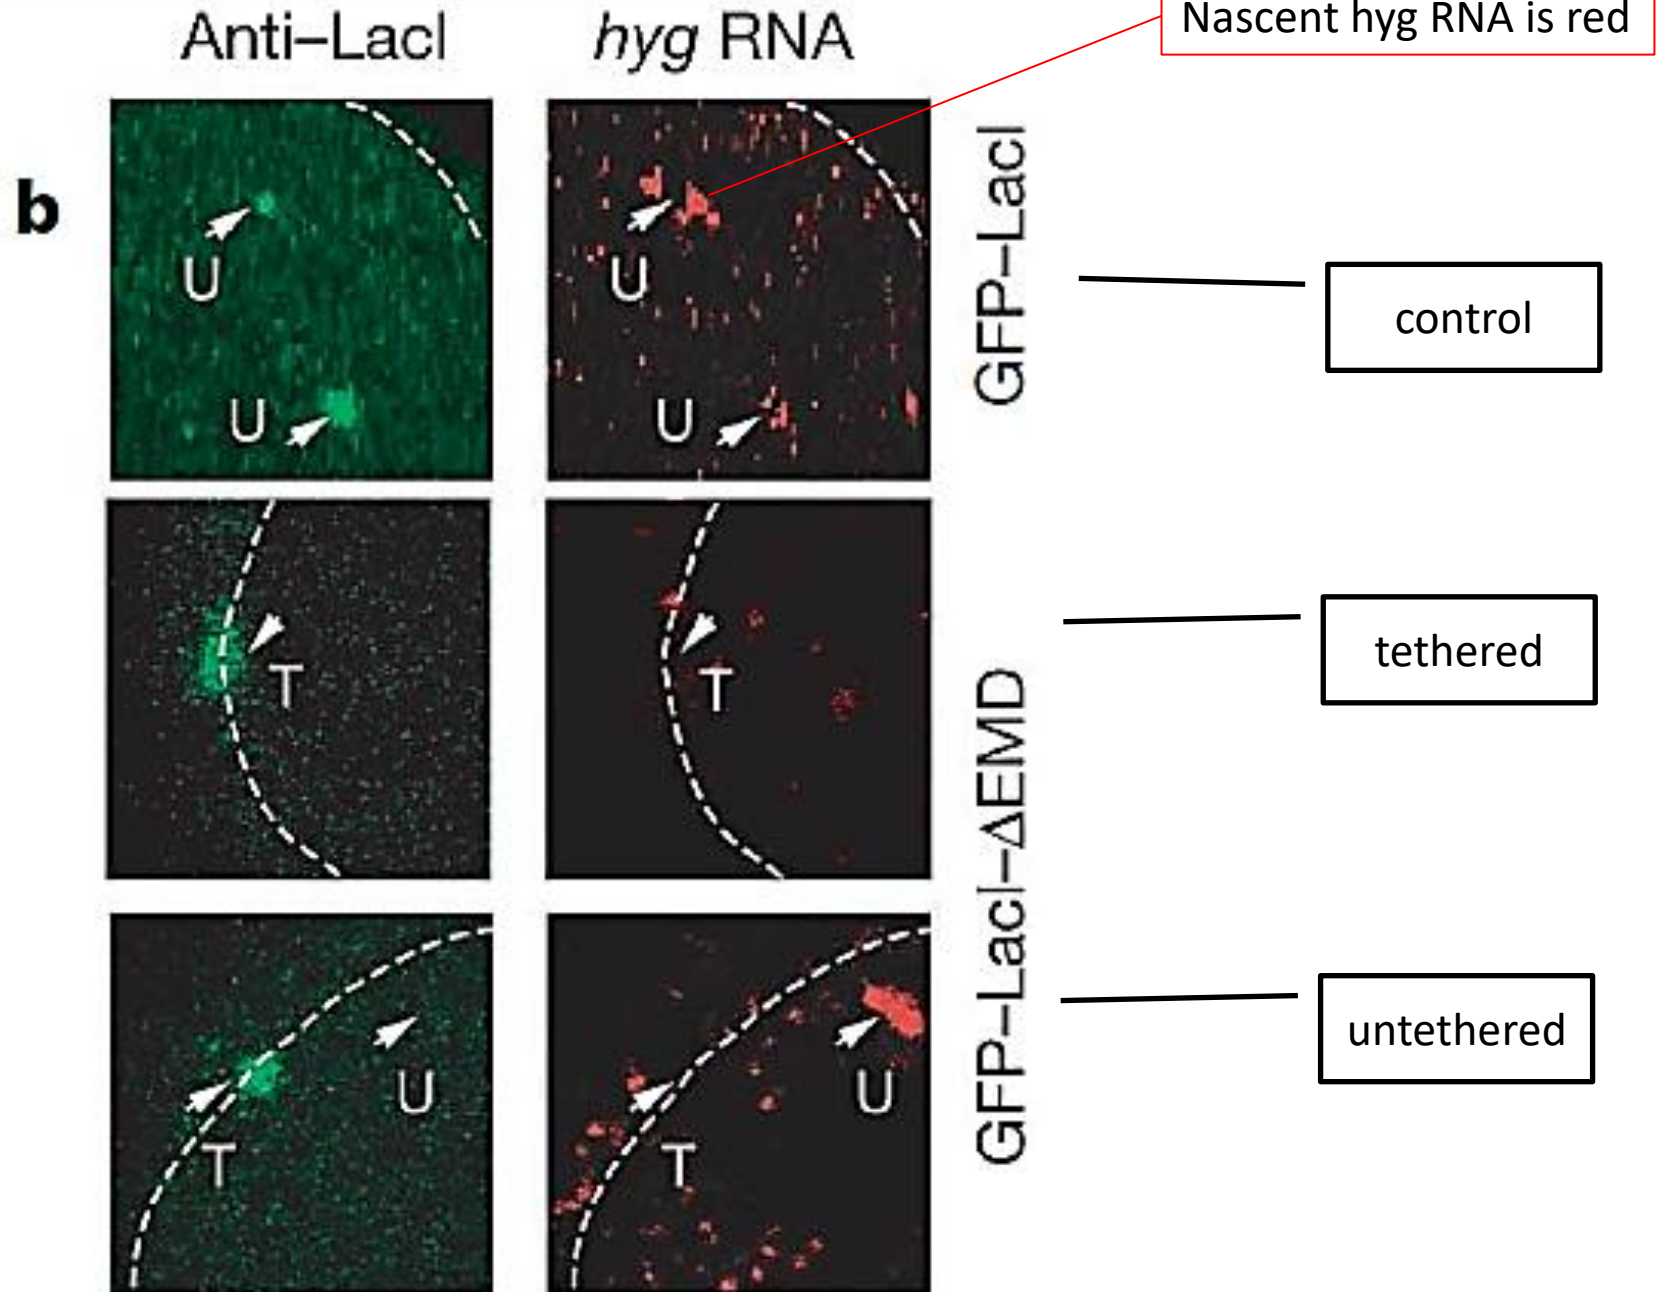 Nascent hyg RNA is red
Anti–LacI
hyg RNA
b
U
U
U
U
GFP–LacI
control
T
T
tethered
GFP–LacI–ΔEMD
U
T
U
T
untethered